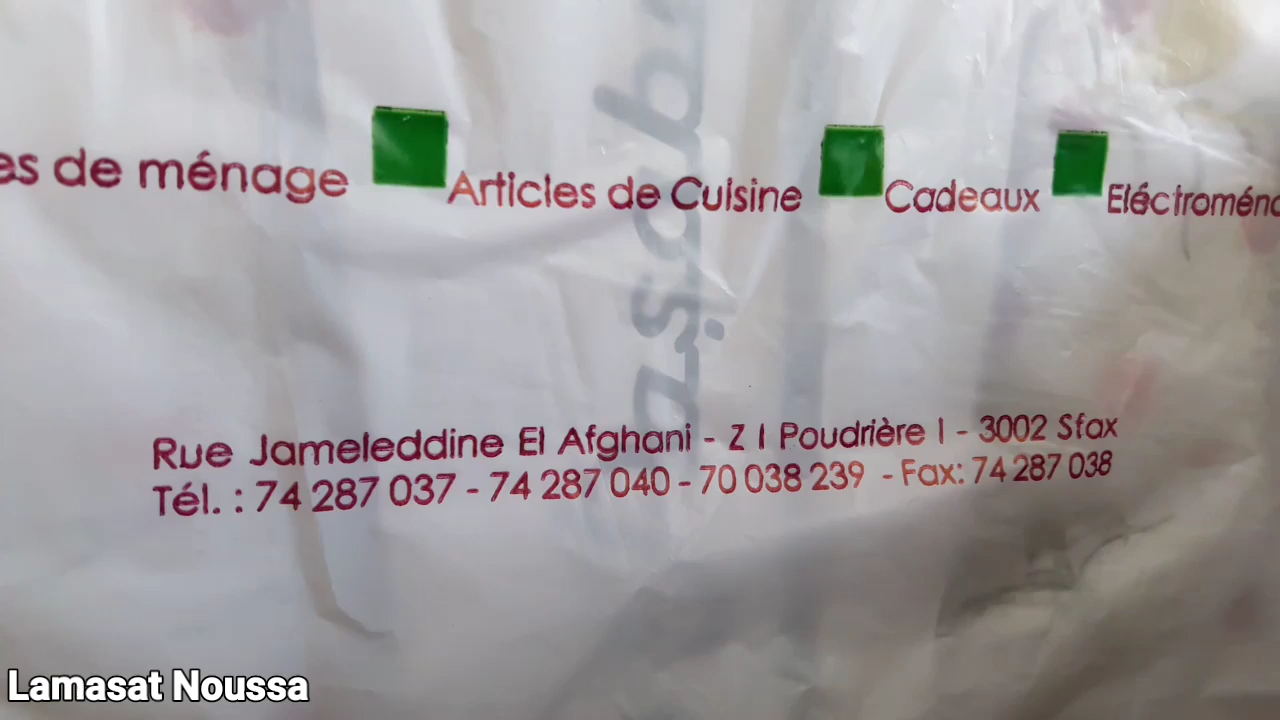 es de ménage Articles de Cuisine Cadeaux Eléctroména
Rue Jameleddine El Afghani - Z I Poudrière I - 3002 Sfax
Tél. : 74 287 037 - 74 287 040 - 70 038 239 - Fax: 74 287 038
Lamasat Noussa